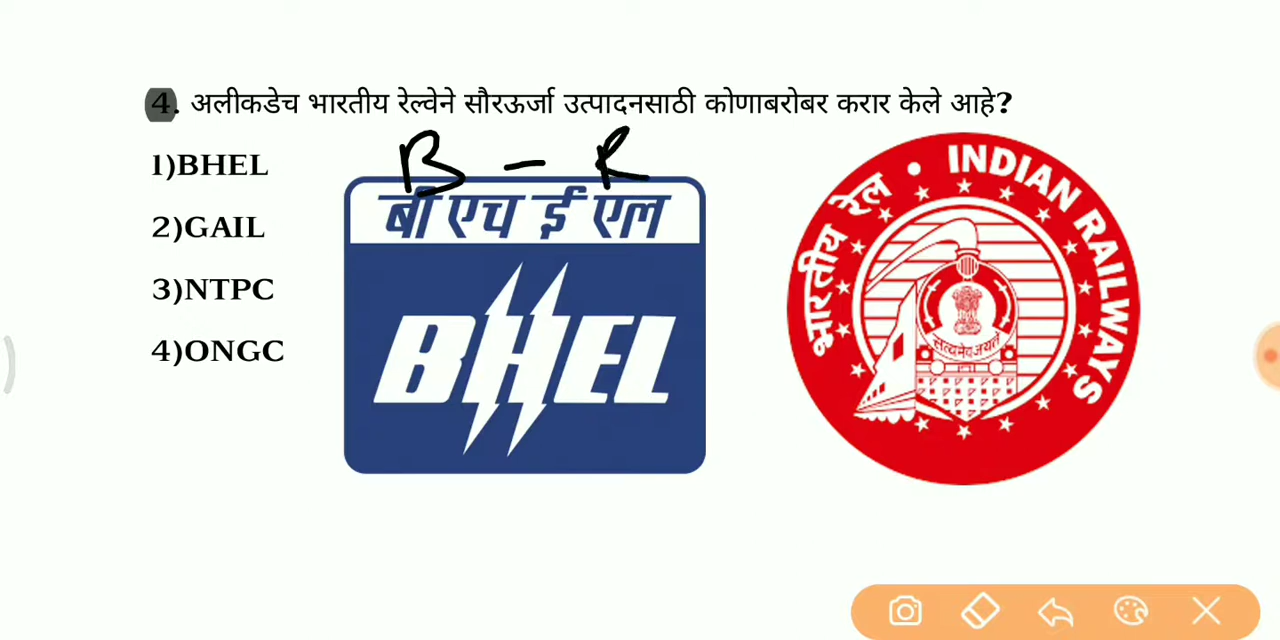 4. अलीकडेच भारतीय रेल्वेने सौरऊर्जा उत्पादनसाठी कोणाबरोबर करार केले आहे?
1)BHEL
2)GAIL
3)NTPC
4)ONGC
B - R
बी एच ई एल
BHEL
भारतीय रेल • INDIAN RAILWAYS
सत्यमेव जयते